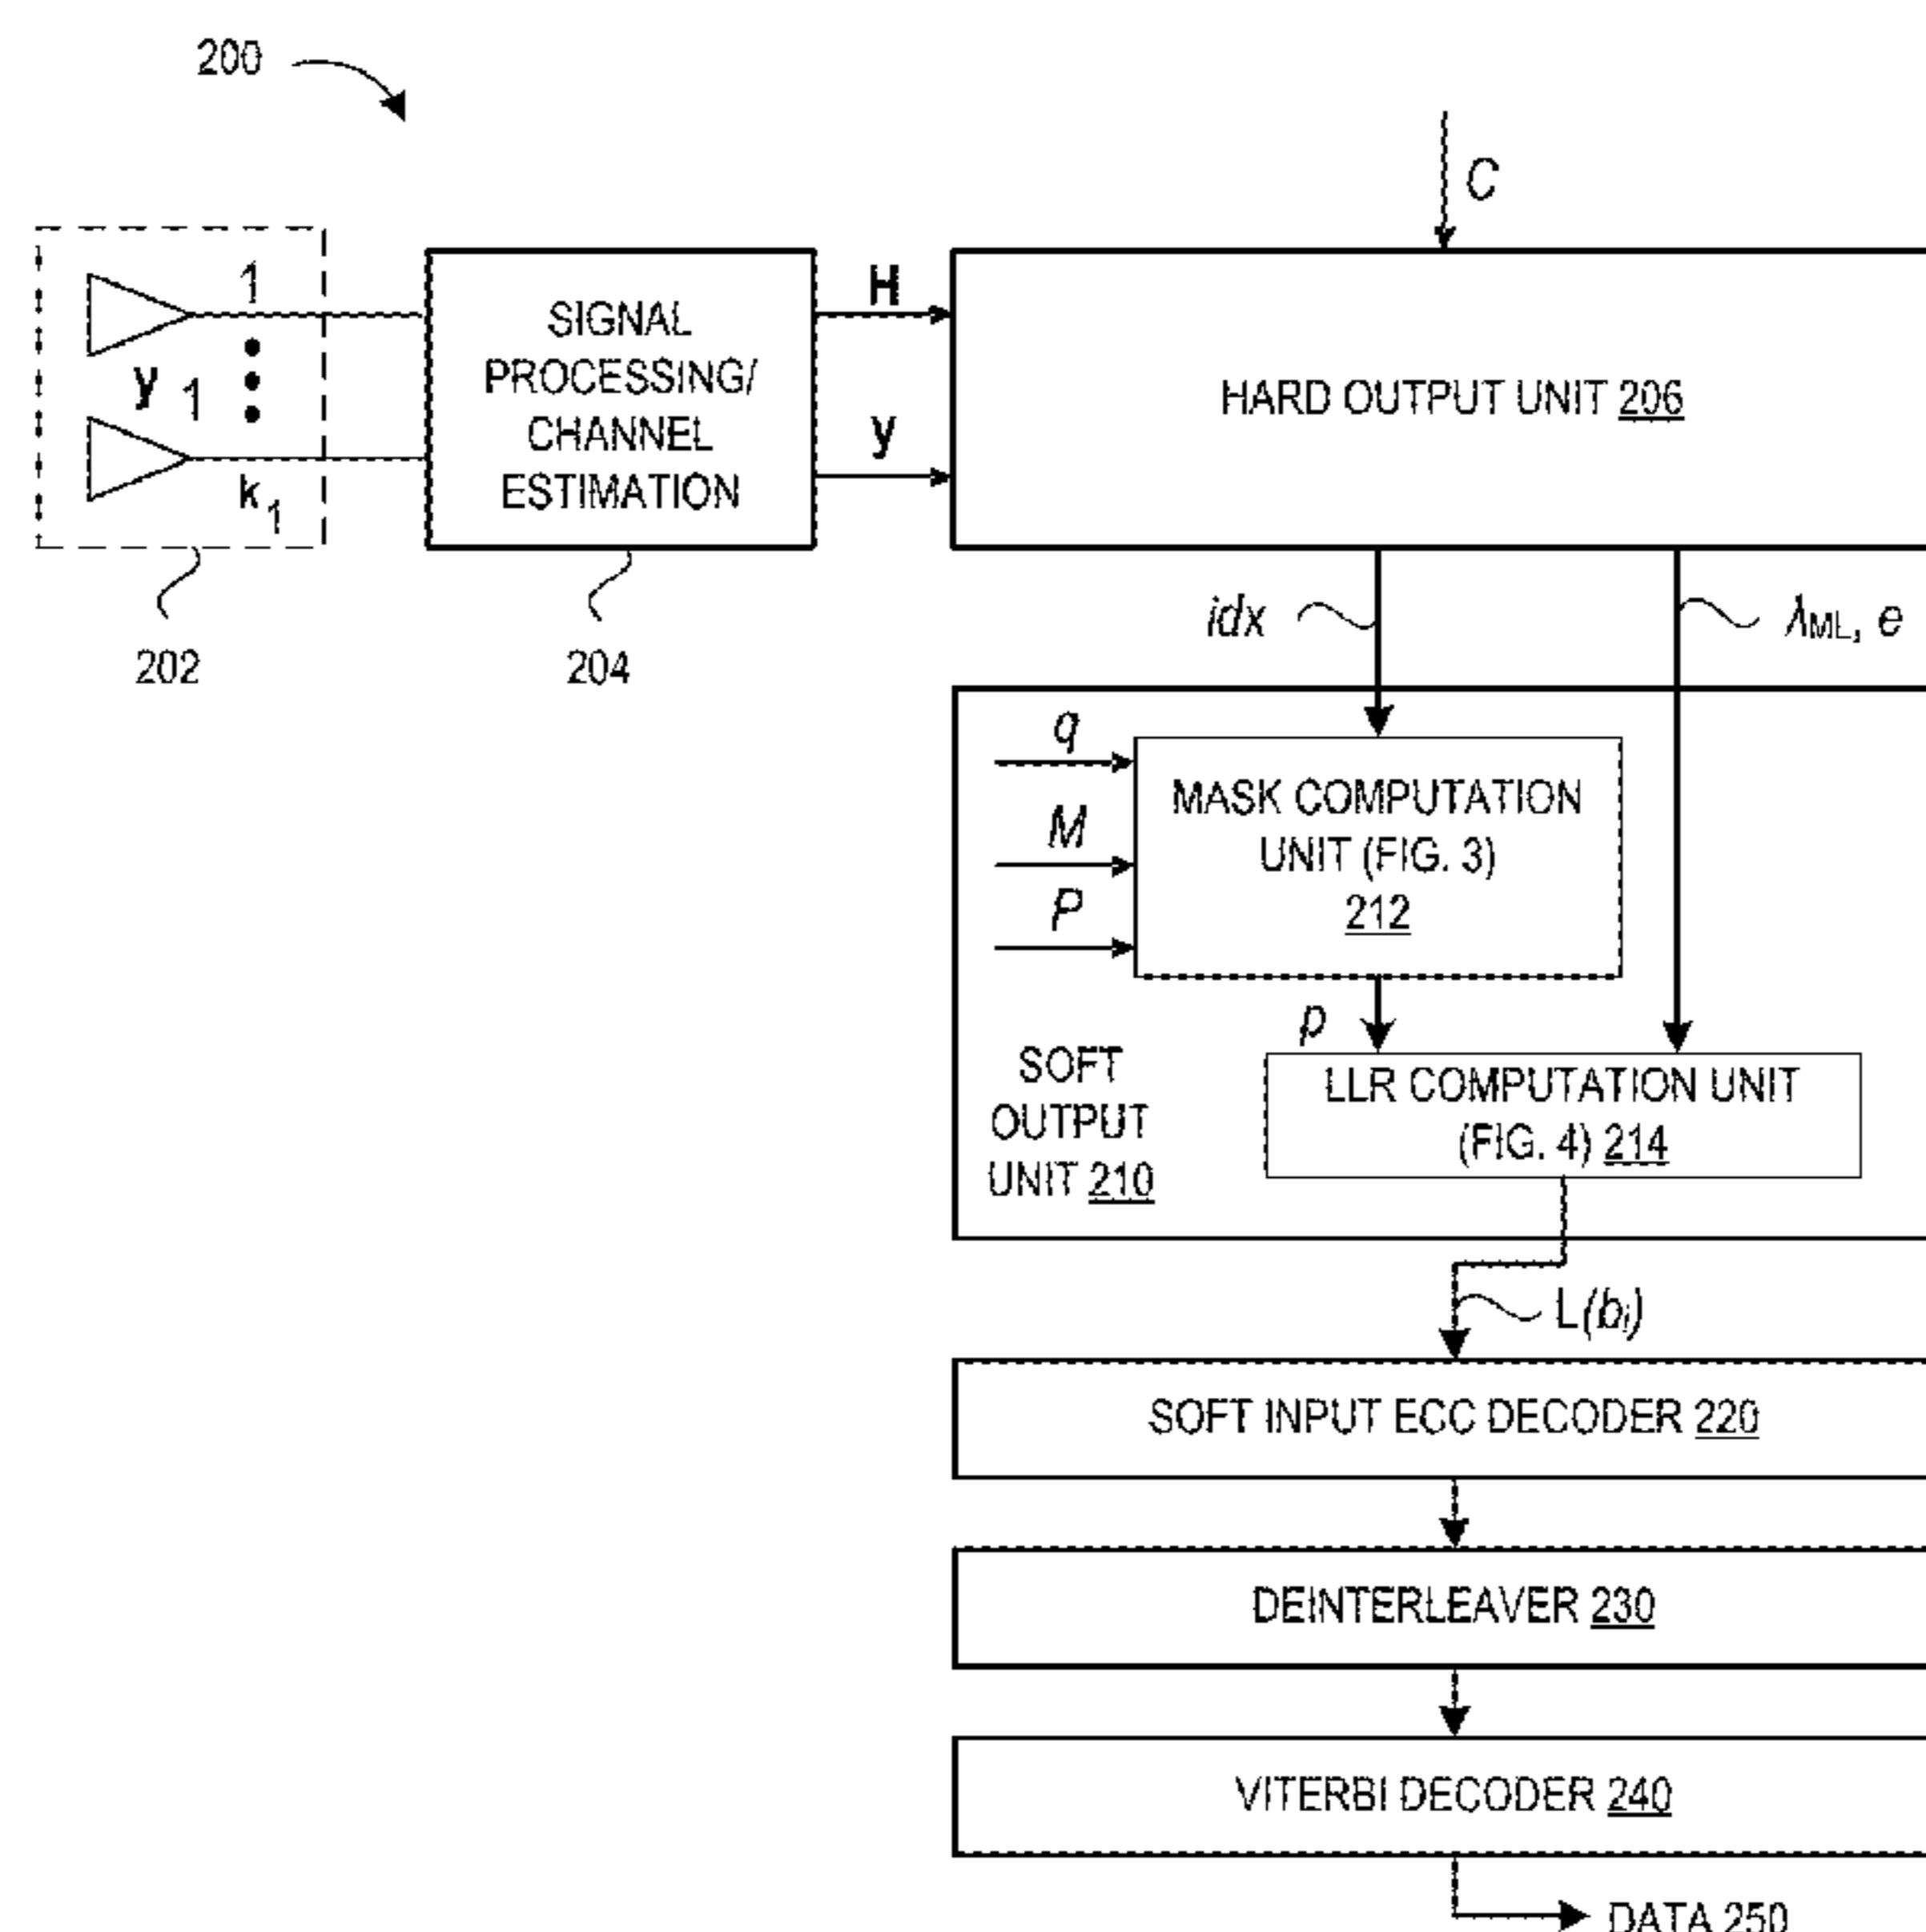 200
C
1
y 1
k 1
SIGNAL
PROCESSING/
CHANNEL
ESTIMATION
H
y
HARD OUTPUT UNIT 206
202
204
idx
λML, e
q
M
P
MASK COMPUTATION
UNIT (FIG. 3)
212
p
SOFT
OUTPUT
UNIT 210
LLR COMPUTATION UNIT
(FIG. 4) 214
L(bi)
SOFT INPUT ECC DECODER 220
DEINTERLEAVER 230
VITERBI DECODER 240
DATA 250